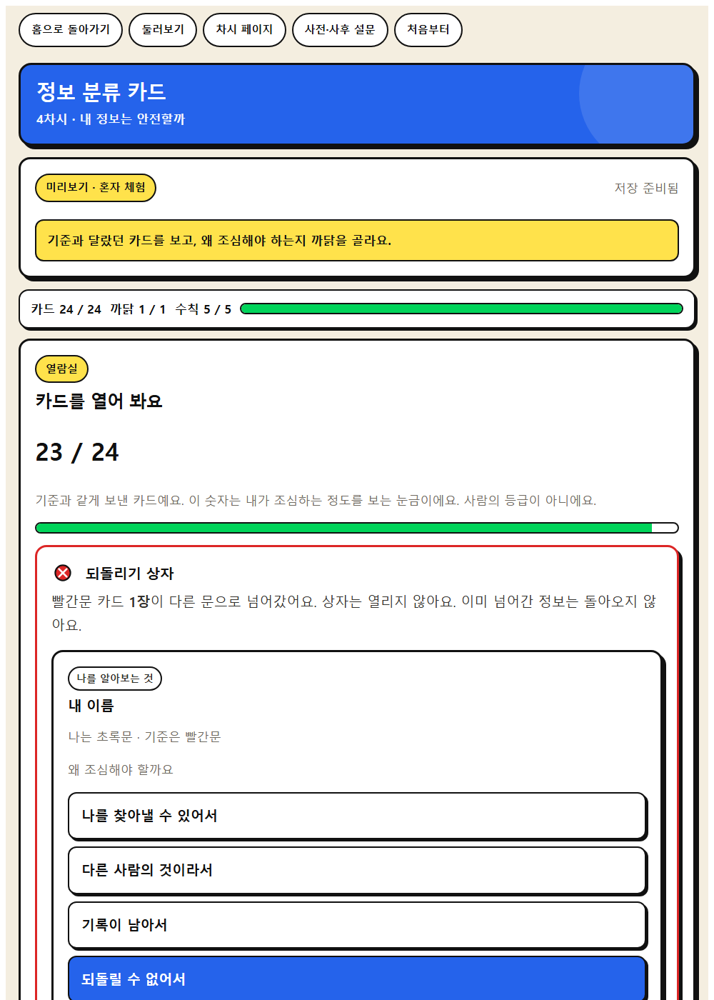 홈으로 돌아가기 둘러보기 차시 페이지 사전·사후 설문 처음부터
정보 분류 카드
4차시 · 내 정보는 안전할까
미리보기 · 혼자 체험 저장 준비됨
기준과 달랐던 카드를 보고, 왜 조심해야 하는지 까닭을 골라요.
카드 24 / 24 까닭 1 / 1 수칙 5 / 5
열람실
카드를 열어 봐요
23 / 24
기준과 같게 보낸 카드예요. 이 숫자는 내가 조심하는 정도를 보는 눈금이에요. 사람의 등급이 아니에요.
되돌리기 상자
빨간문 카드 1장이 다른 문으로 넘어갔어요. 상자는 열리지 않아요. 이미 넘어간 정보는 돌아오지 않
아요.
나를 알아보는 것
내 이름
나는 초록문 · 기준은 빨간문
왜 조심해야 할까요
나를 찾아낼 수 있어서
다른 사람의 것이라서
기록이 남아서
되돌릴 수 없어서